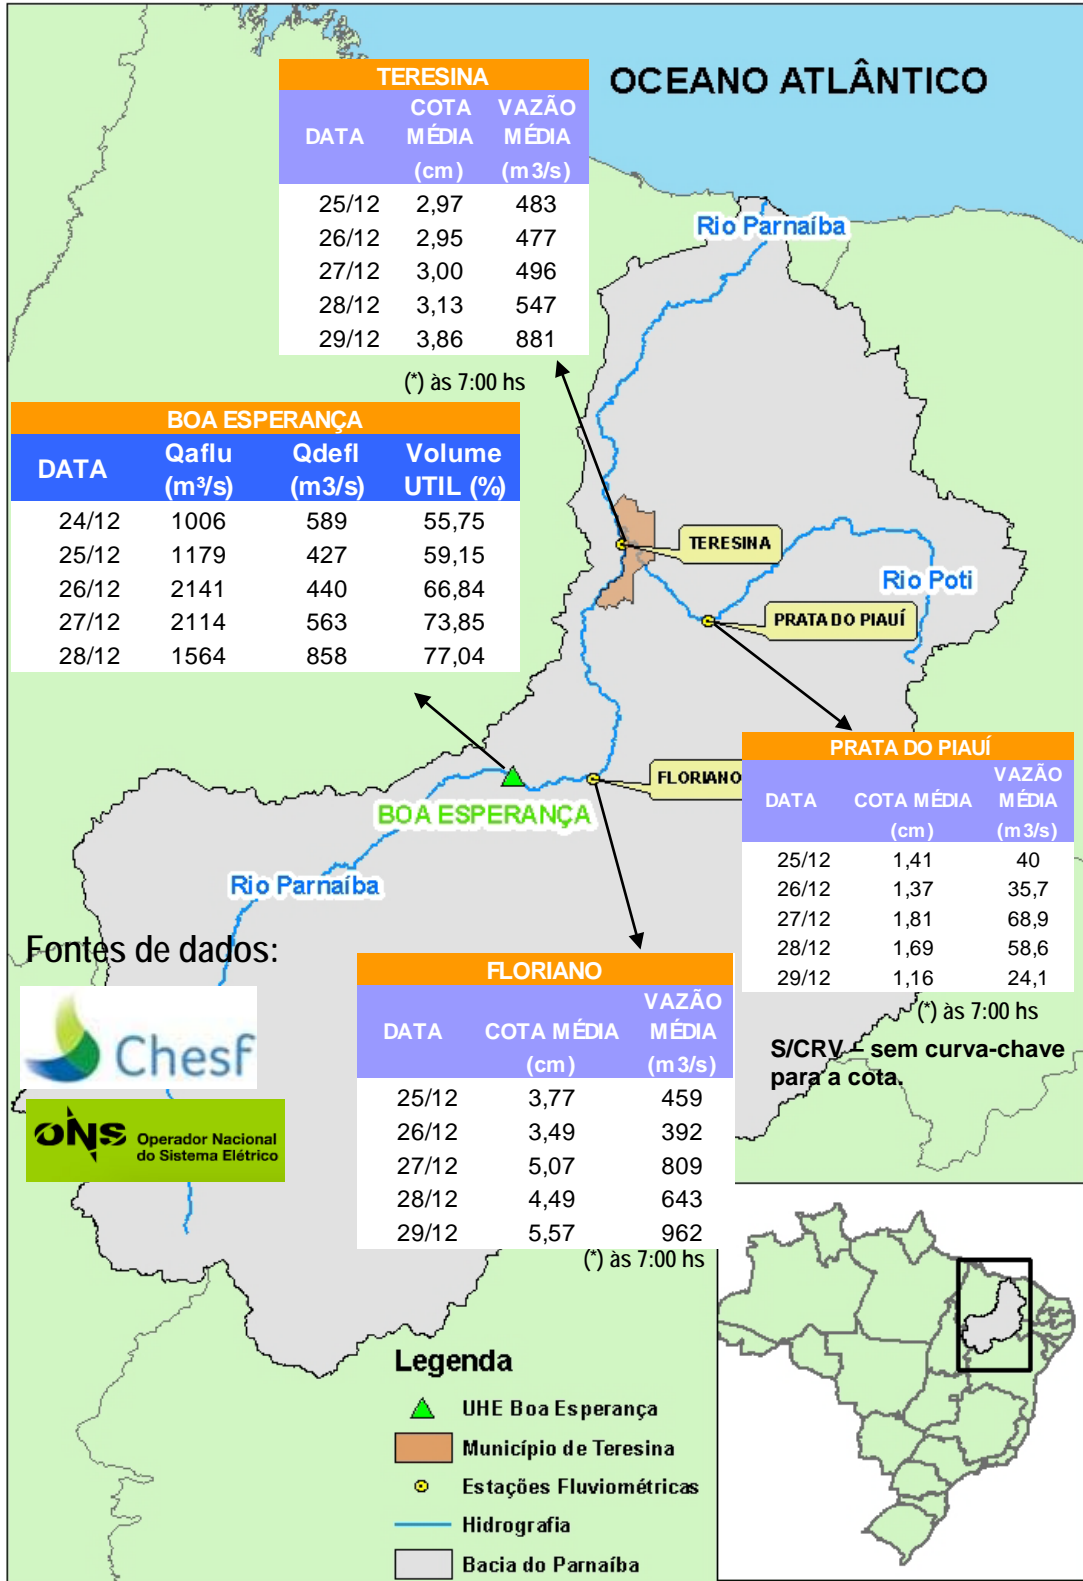 OCEANO ATLÂNTICO
TERESINA
DATA COTA MÉDIA (cm) VAZÃO MÉDIA (m3/s)
25/12 2,97 483
26/12 2,95 477
27/12 3,00 496
28/12 3,13 547
29/12 3,86 881
(*) às 7:00 hs
Rio Parnaíba
BOA ESPERANÇA
DATA Qaflu (m³/s) Qdefl (m3/s) Volume UTIL (%)
24/12 1006 589 55,75
25/12 1179 427 59,15
26/12 2141 440 66,84
27/12 2114 563 73,85
28/12 1564 858 77,04
TERESINA
Rio Poti
PRATA DO PIAUÍ
FLORIANO
BOA ESPERANÇA
Rio Parnaíba
PRATA DO PIAUÍ
DATA COTA MÉDIA (cm) VAZÃO MÉDIA (m3/s)
25/12 1,41 40
26/12 1,37 35,7
27/12 1,81 68,9
28/12 1,69 58,6
29/12 1,16 24,1
(*) às 7:00 hs
S/CRV – sem curva-chave
para a cota.
Fontes de dados:
Chesf
ONS Operador Nacional
do Sistema Elétrico
FLORIANO
DATA COTA MÉDIA (cm) VAZÃO MÉDIA (m3/s)
25/12 3,77 459
26/12 3,49 392
27/12 5,07 809
28/12 4,49 643
29/12 5,57 962
(*) às 7:00 hs
Legenda
UHE Boa Esperança
Município de Teresina
Estações Fluviométricas
Hidrografia
Bacia do Parnaíba